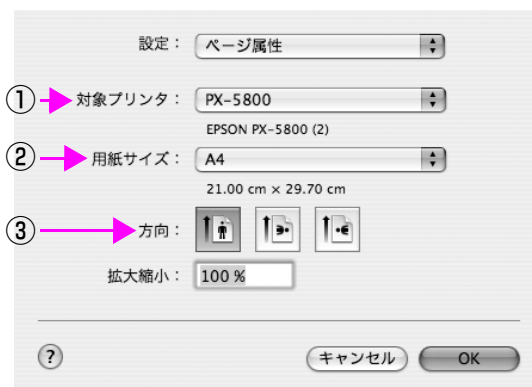 設定： ページ属性
① 対象プリンタ： PX-5800
EPSON PX-5800 (2)
② 用紙サイズ： A4
21.00 cm × 29.70 cm
③ 方向：
拡大縮小： 100 %
? キャンセル OK